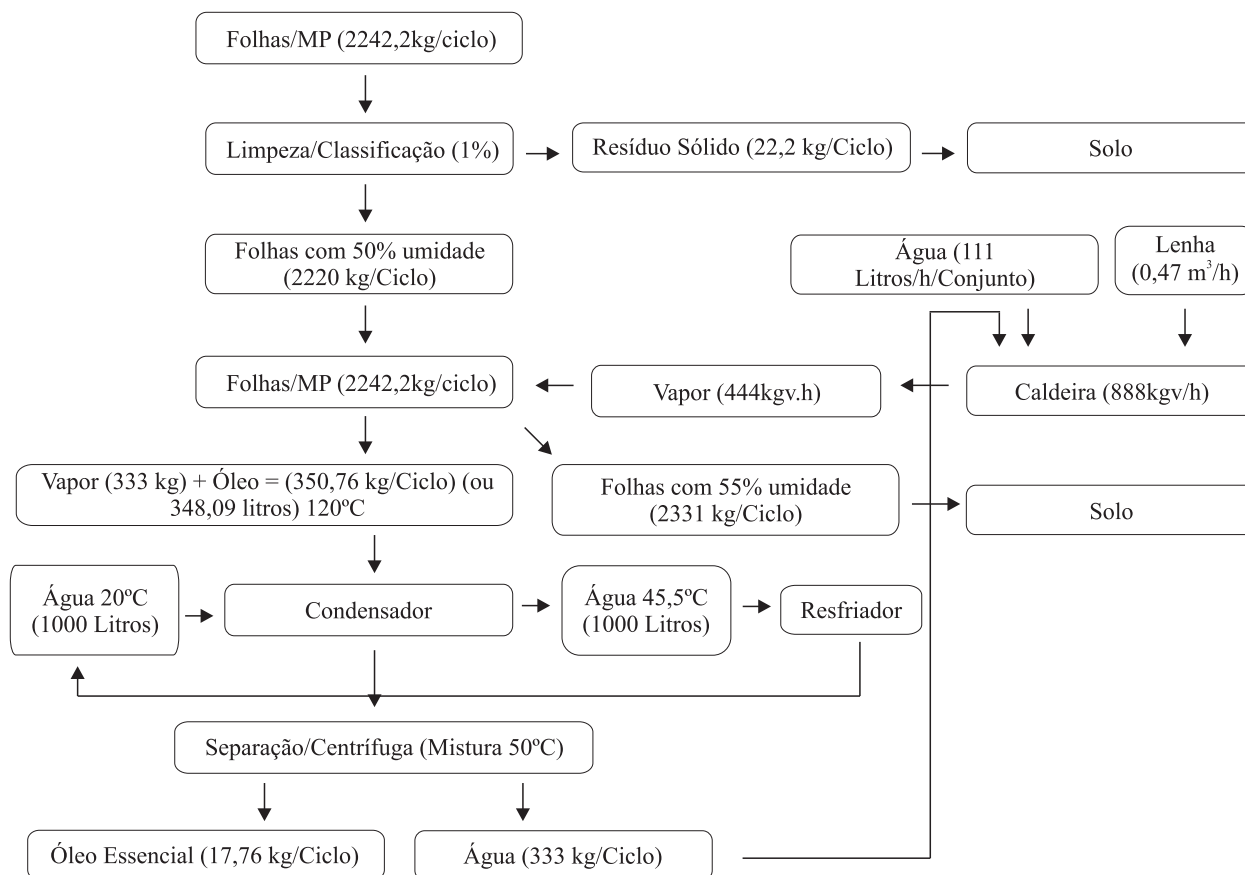 Folhas/MP (2242,2kg/ciclo)
Limpeza/Classificação (1%)
Resíduo Sólido (22,2 kg/Ciclo)
Solo
Folhas com 50% umidade
(2220 kg/Ciclo)
Água (111
Litros/h/Conjunto)
Lenha
(0,47 m³/h)
Folhas/MP (2242,2kg/ciclo)
Vapor (444kgv.h)
Caldeira (888kgv/h)
Vapor (333 kg) + Óleo = (350,76 kg/Ciclo) (ou
348,09 litros) 120ºC
Folhas com 55% umidade
(2331 kg/Ciclo)
Solo
Água 20ºC
(1000 Litros)
Condensador
Água 45,5ºC
(1000 Litros)
Resfriador
Separação/Centrífuga (Mistura 50ºC)
Óleo Essencial (17,76 kg/Ciclo)
Água (333 kg/Ciclo)